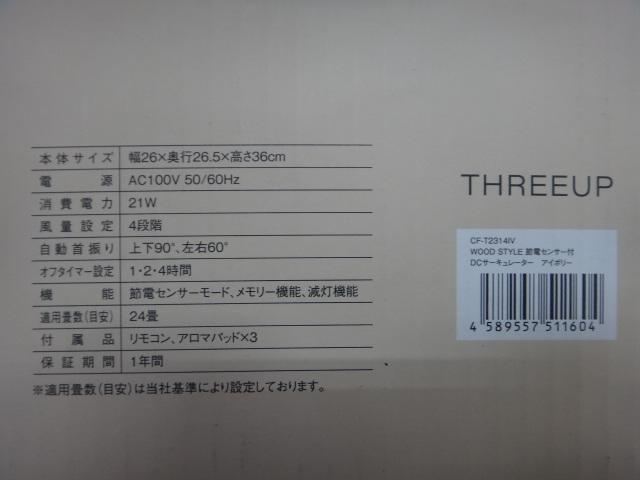 本体サイズ 幅26×奥行26.5×高さ36cm
電源 AC100V 50/60Hz
消費電力 21W
風量設定 4段階
自動首振り 上下90°、左右60°
オフタイマー設定 1・2・4時間
機能 節電センサーモード、メモリー機能、減灯機能
適用畳数(目安) 24畳
付属品 リモコン、アロマパッド×3
保証期間 1年間
※適用畳数(目安)は当社基準により設定しております。
THREEUP
CF-T2314IV
WOOD STYLE 節電センサー付
DCサーキュレーター アイボリー
4 589557 511604